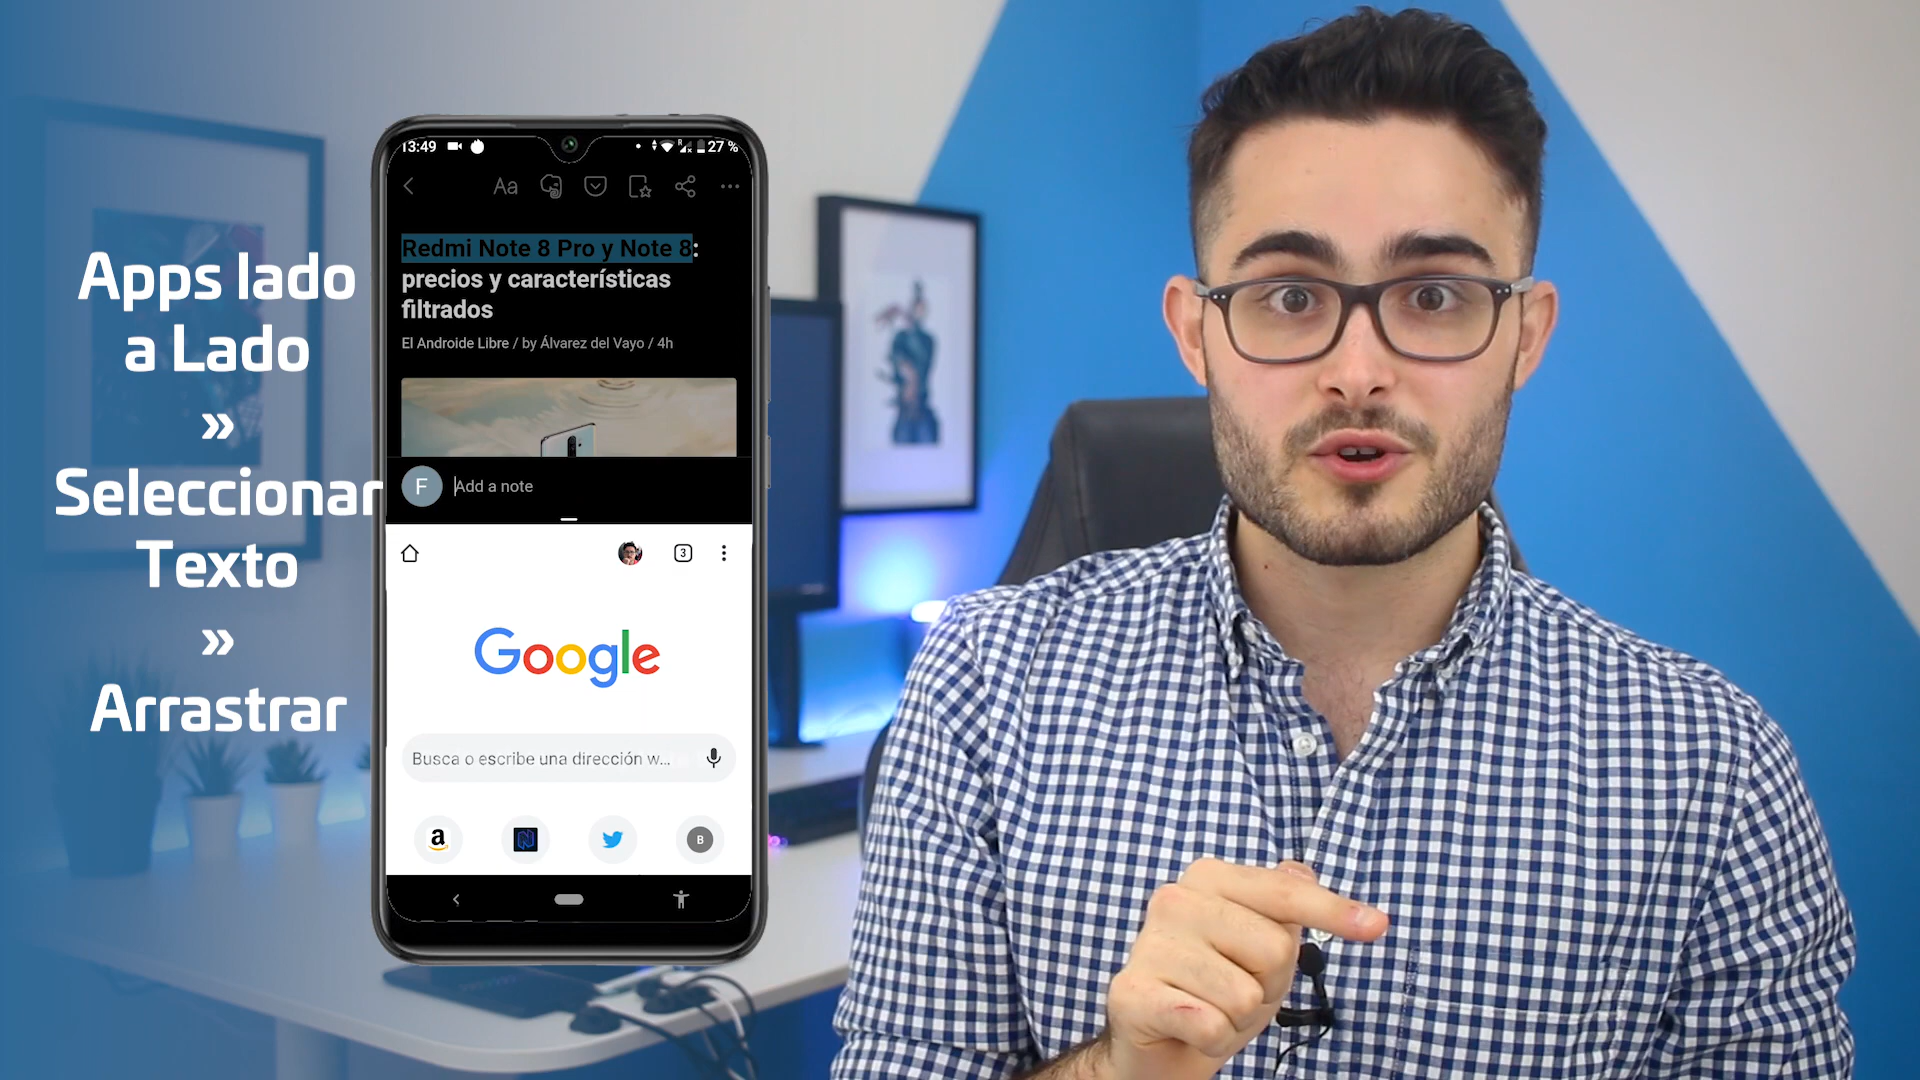 Apps lado
a Lado
»
Seleccionar
Texto
»
Arrastrar
13:49
27 %
Aa
Redmi Note 8 Pro y Note 8:
precios y características
filtrados
El Androide Libre / by Álvarez del Vayo / 4h
F
Add a note
3
Google
Busca o escribe una dirección w...
a
N
B